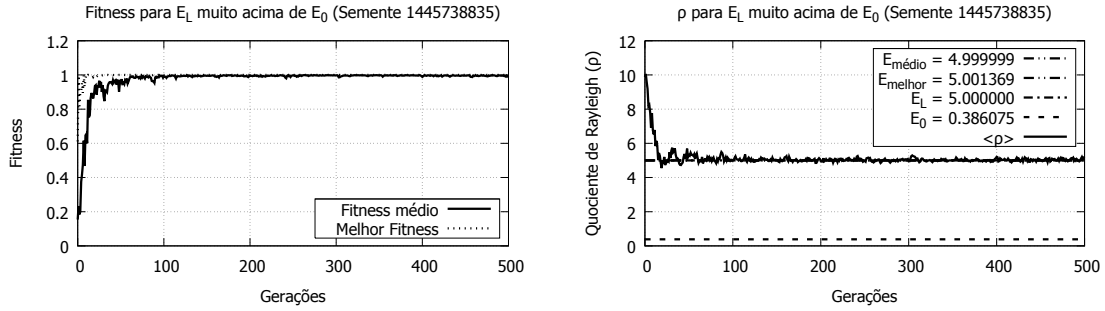 Fitness para E_L muito acima de E_0 (Semente 1445738835)
1.2
1
0.8
0.6
0.4
0.2
0
Fitness
Fitness médio
Melhor Fitness
0 100 200 300 400 500
Gerações
ρ para E_L muito acima de E_0 (Semente 1445738835)
12
10
8
6
4
2
0
Quociente de Rayleigh (ρ)
E_médio = 4.999999
E_melhor = 5.001369
E_L = 5.000000
E_0 = 0.386075
<ρ>
0 100 200 300 400 500
Gerações